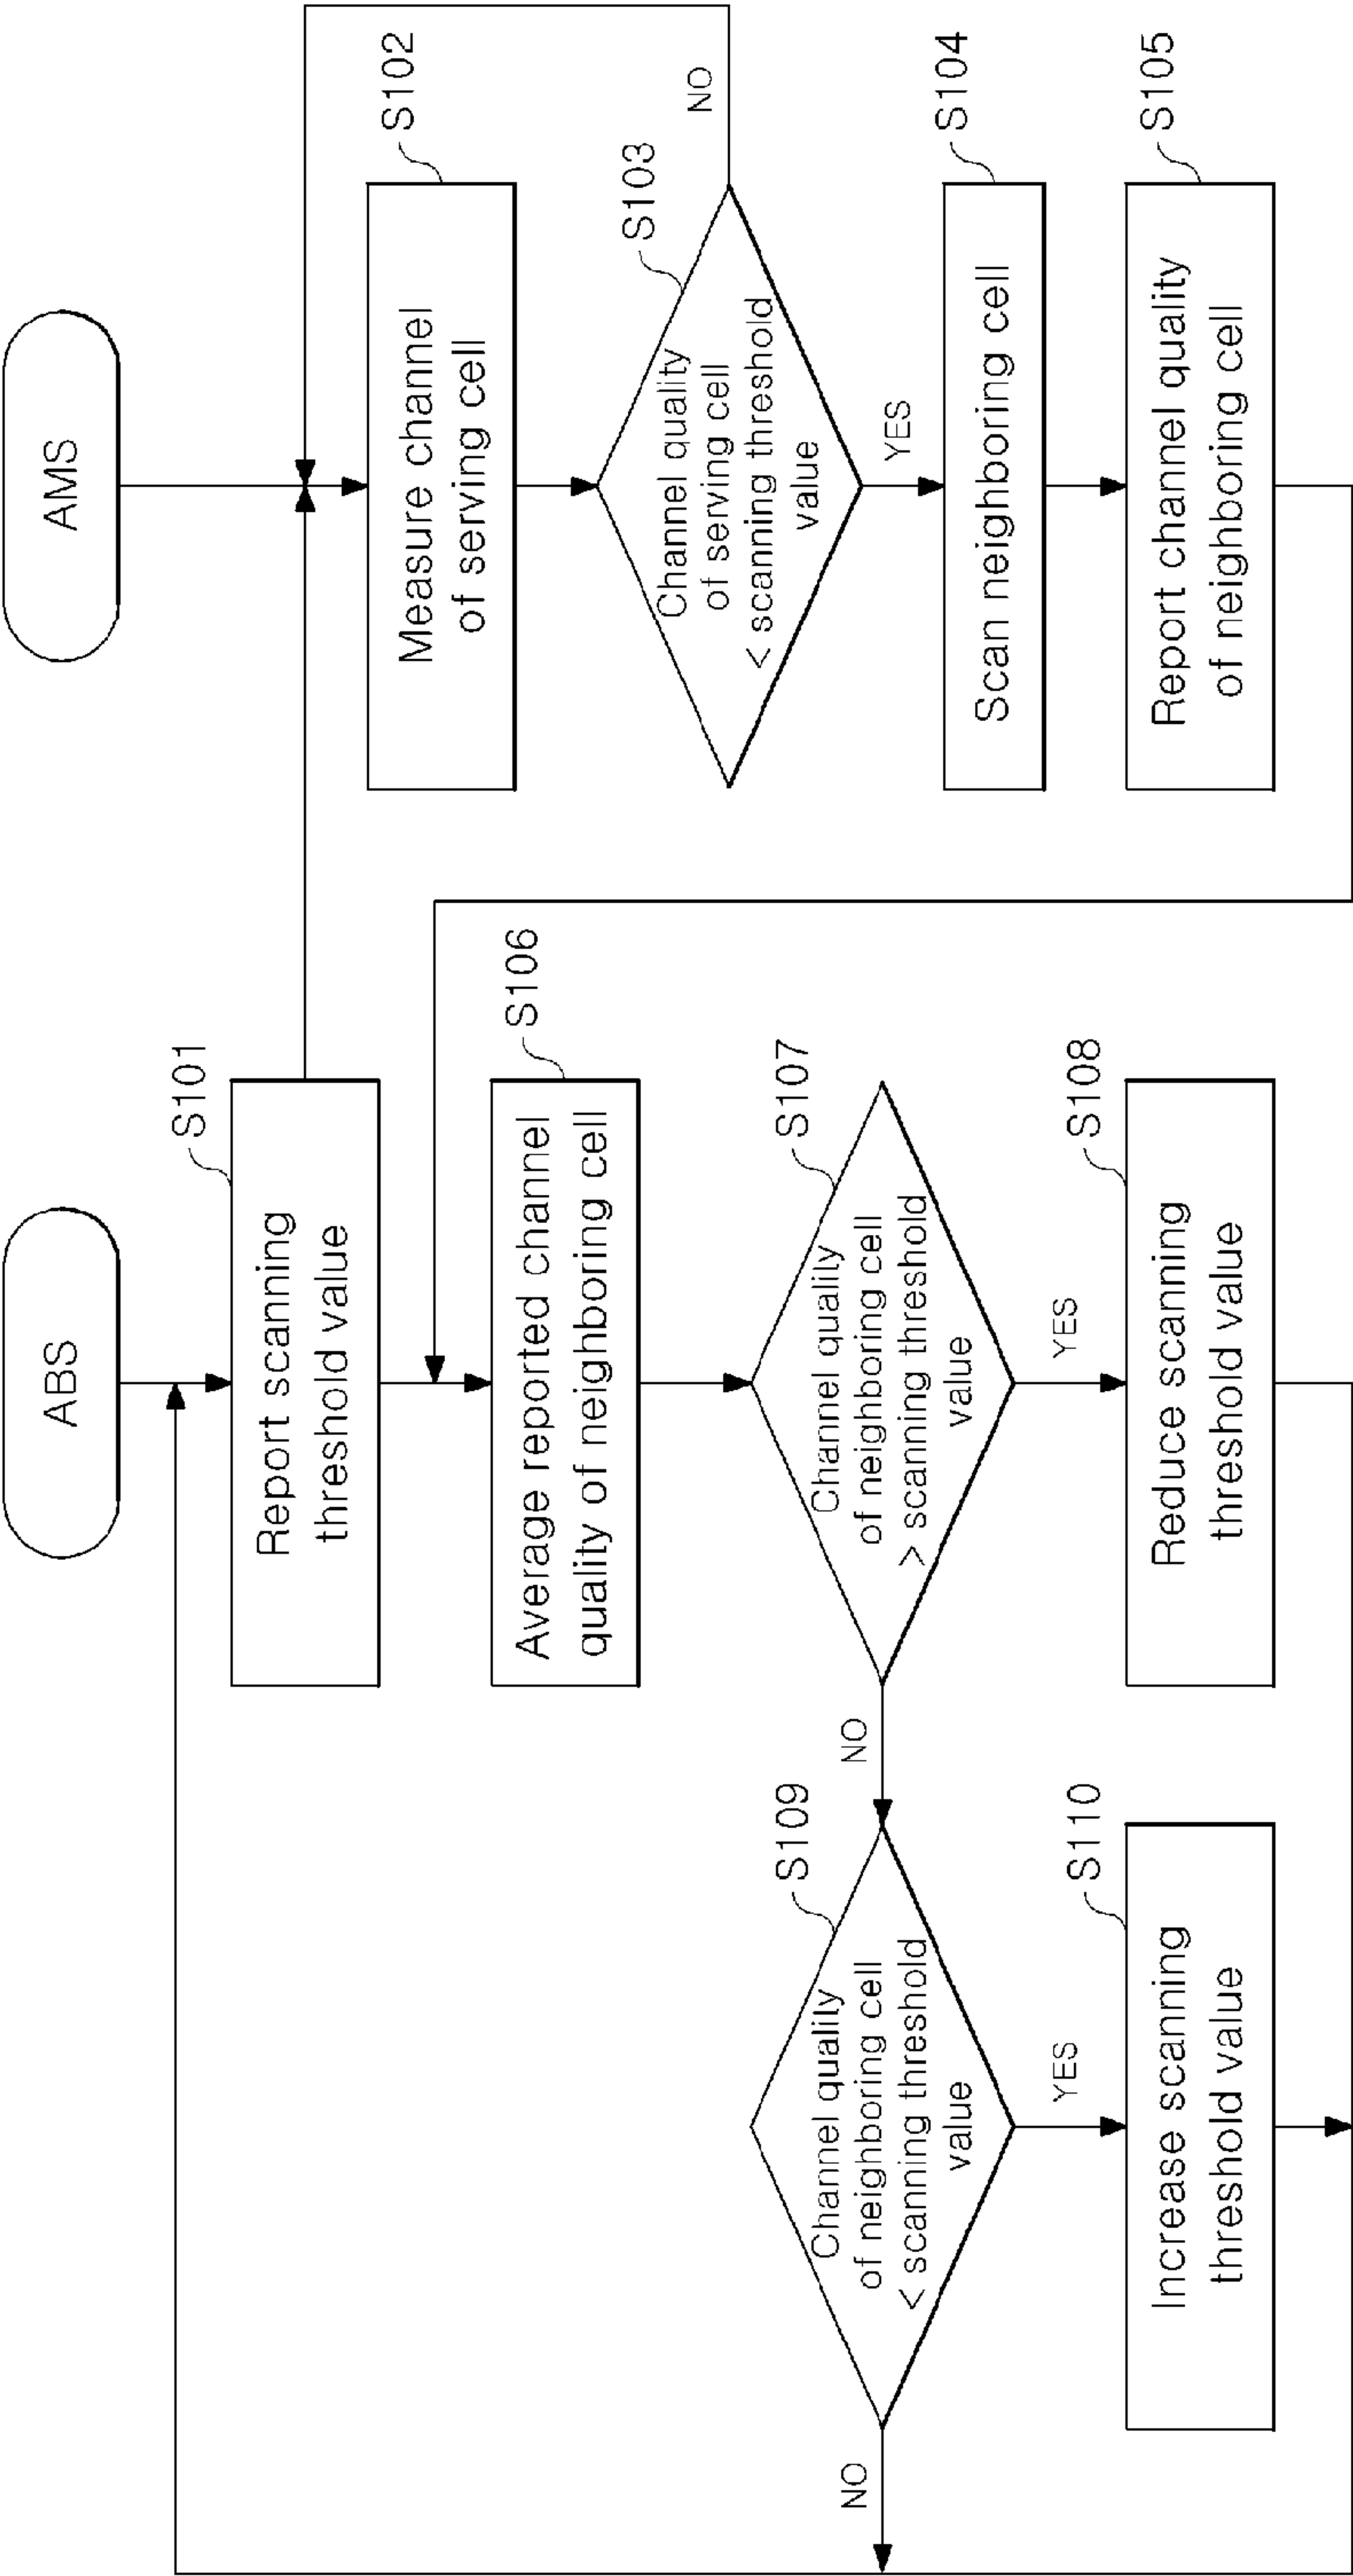 ABS
AMS
S101
Report scanning
threshold value
S102
Measure channel
of serving cell
S103
Channel quality
of serving cell
< scanning threshold
value
NO
YES
S104
Scan neighboring cell
S105
Report channel quality
of neighboring cell
S106
Average reported channel
quality of neighboring cell
S107
Channel quality
of neighboring cell
> scanning threshold
value
NO
YES
S108
Reduce scanning
threshold value
S109
Channel quality
of neighboring cell
< scanning threshold
value
NO
YES
S110
Increase scanning
threshold value